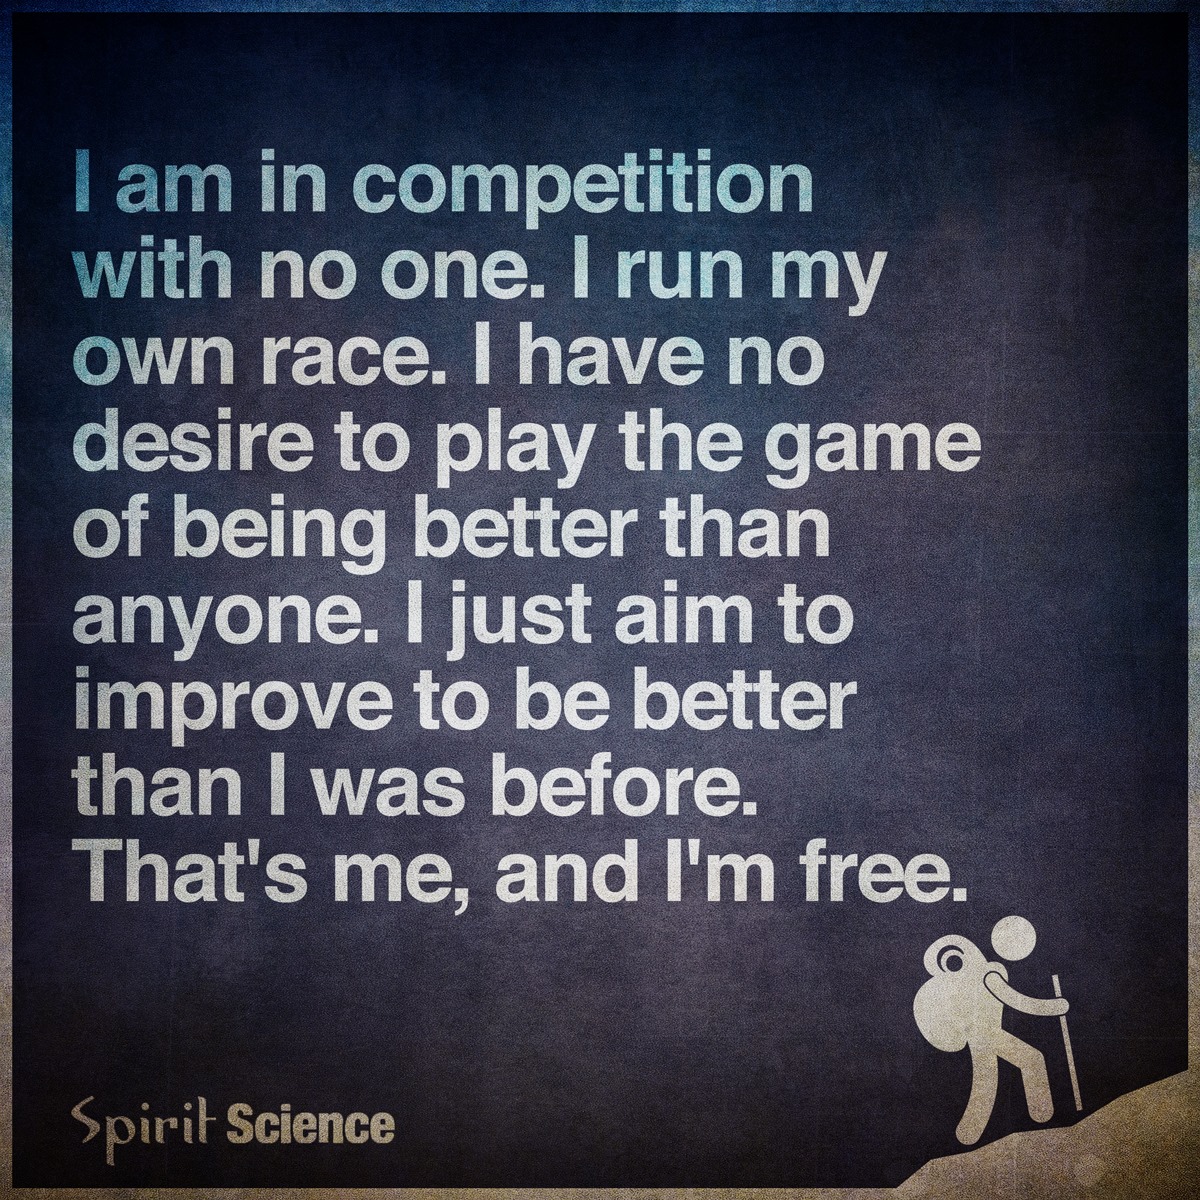 I am in competition
with no one. I run my
own race. I have no
desire to play the game
of being better than
anyone. I just aim to
improve to be better
than I was before.
That's me, and I'm free.
Spirit Science